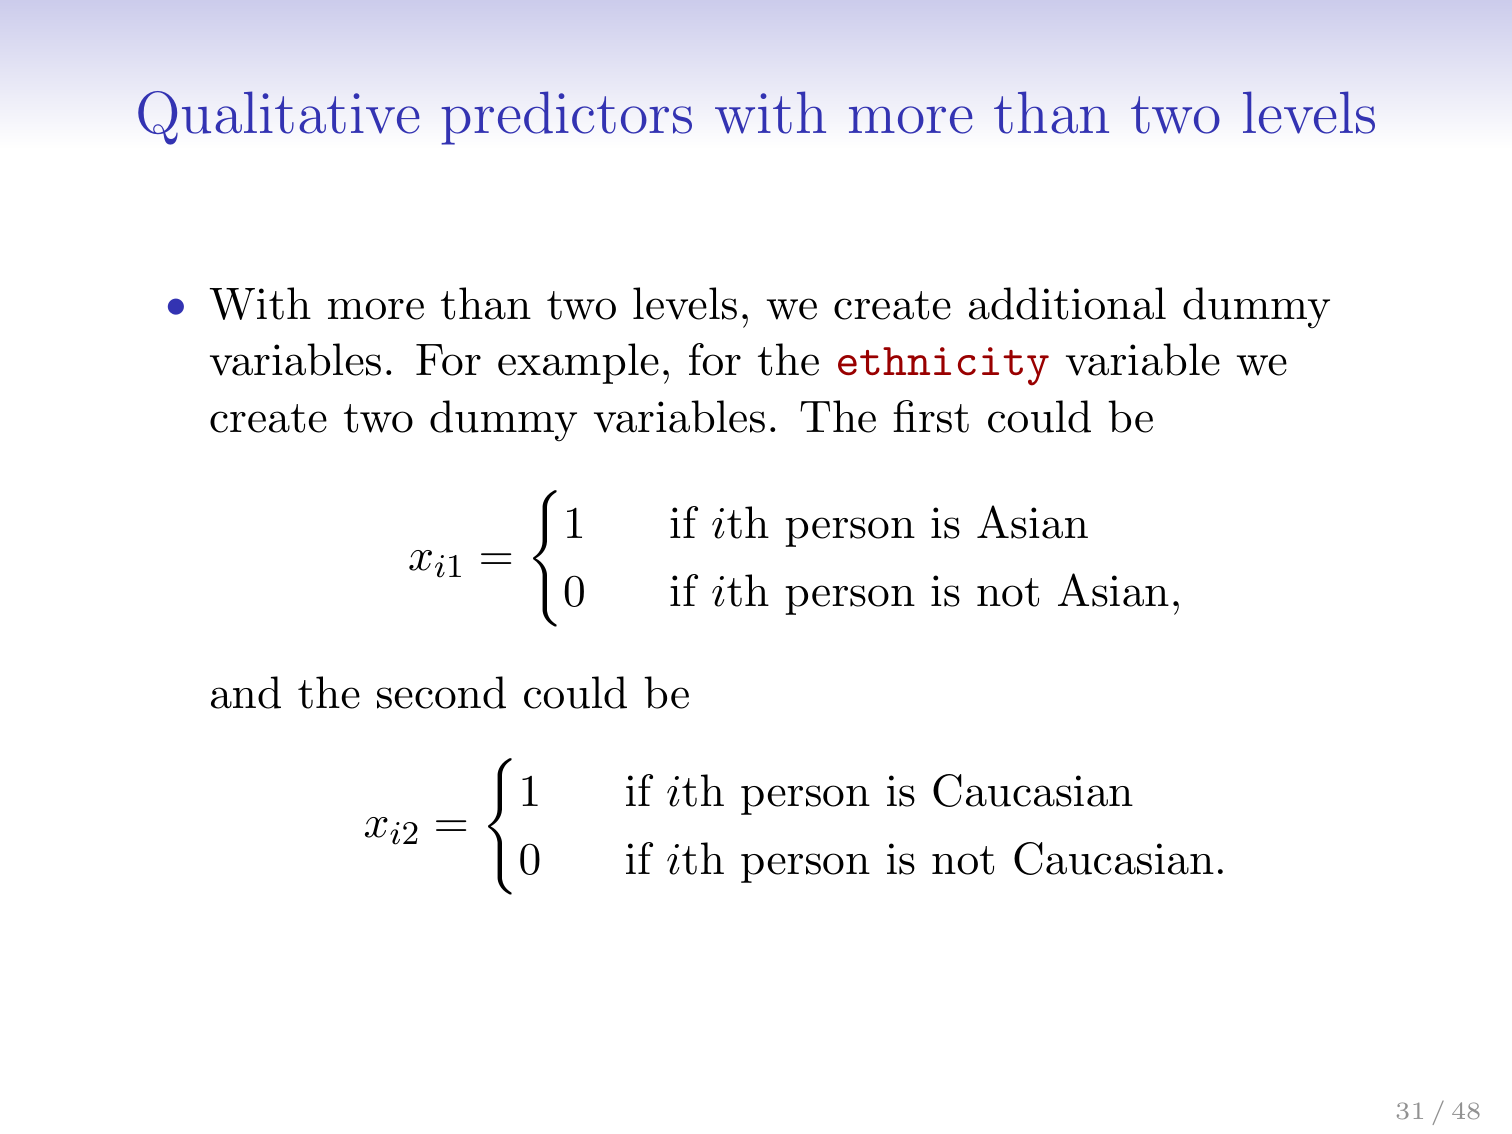 Qualitative predictors with more than two levels
• With more than two levels, we create additional dummy
variables. For example, for the ethnicity variable we
create two dummy variables. The first could be
x_{i1} = { 1 if ith person is Asian
0 if ith person is not Asian,
and the second could be
x_{i2} = { 1 if ith person is Caucasian
0 if ith person is not Caucasian.
31 / 48